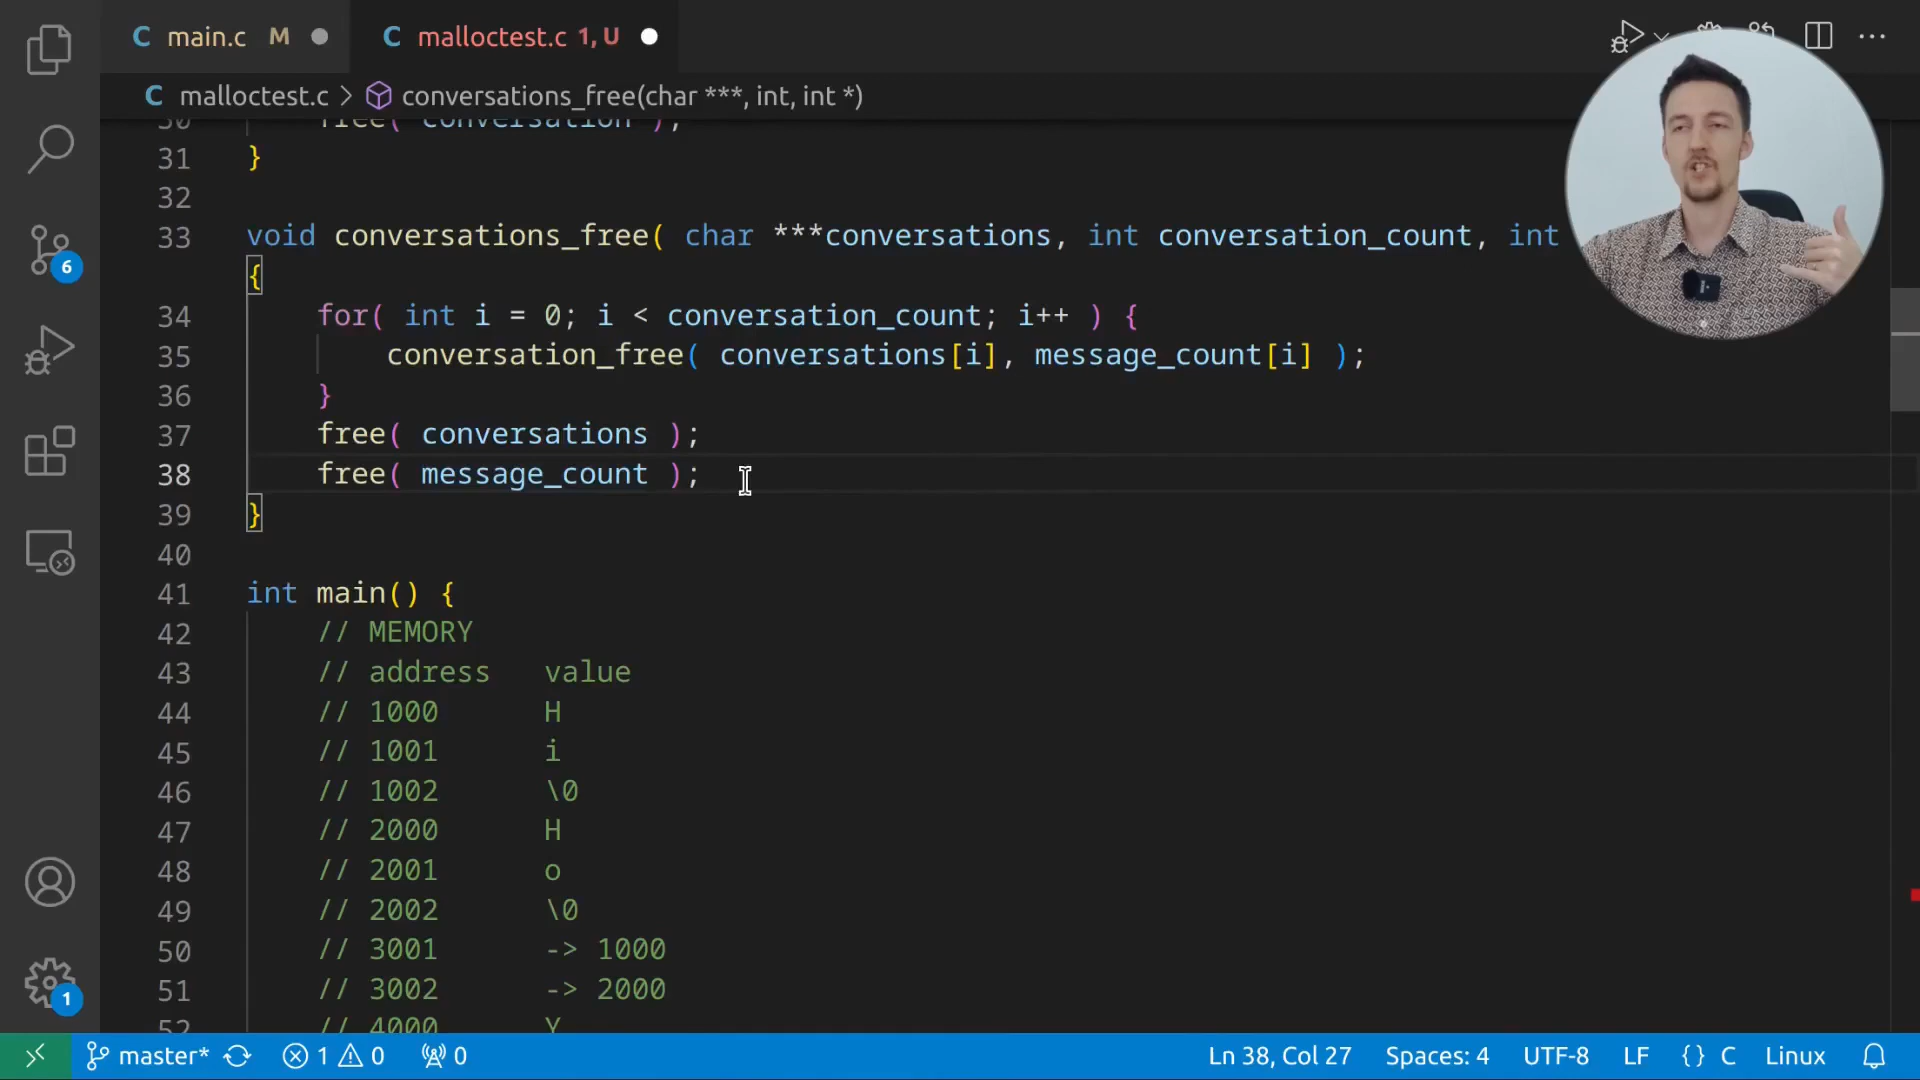 main.c M
malloctest.c 1, U
malloctest.c > conversations_free(char ***, int, int *)
30 free( conversation );
31 }
32
33 void conversations_free( char ***conversations, int conversation_count, int
{
34 for( int i = 0; i < conversation_count; i++ ) {
35 conversation_free( conversations[i], message_count[i] );
36 }
37 free( conversations );
38 free( message_count );
39 }
40
41 int main() {
42 // MEMORY
43 // address value
44 // 1000 H
45 // 1001 i
46 // 1002 \0
47 // 2000 H
48 // 2001 o
49 // 2002 \0
50 // 3001 -> 1000
51 // 3002 -> 2000
52 // 4000 Y
6
1
master* 1 0 0 Ln 38, Col 27 Spaces: 4 UTF-8 LF {} C Linux